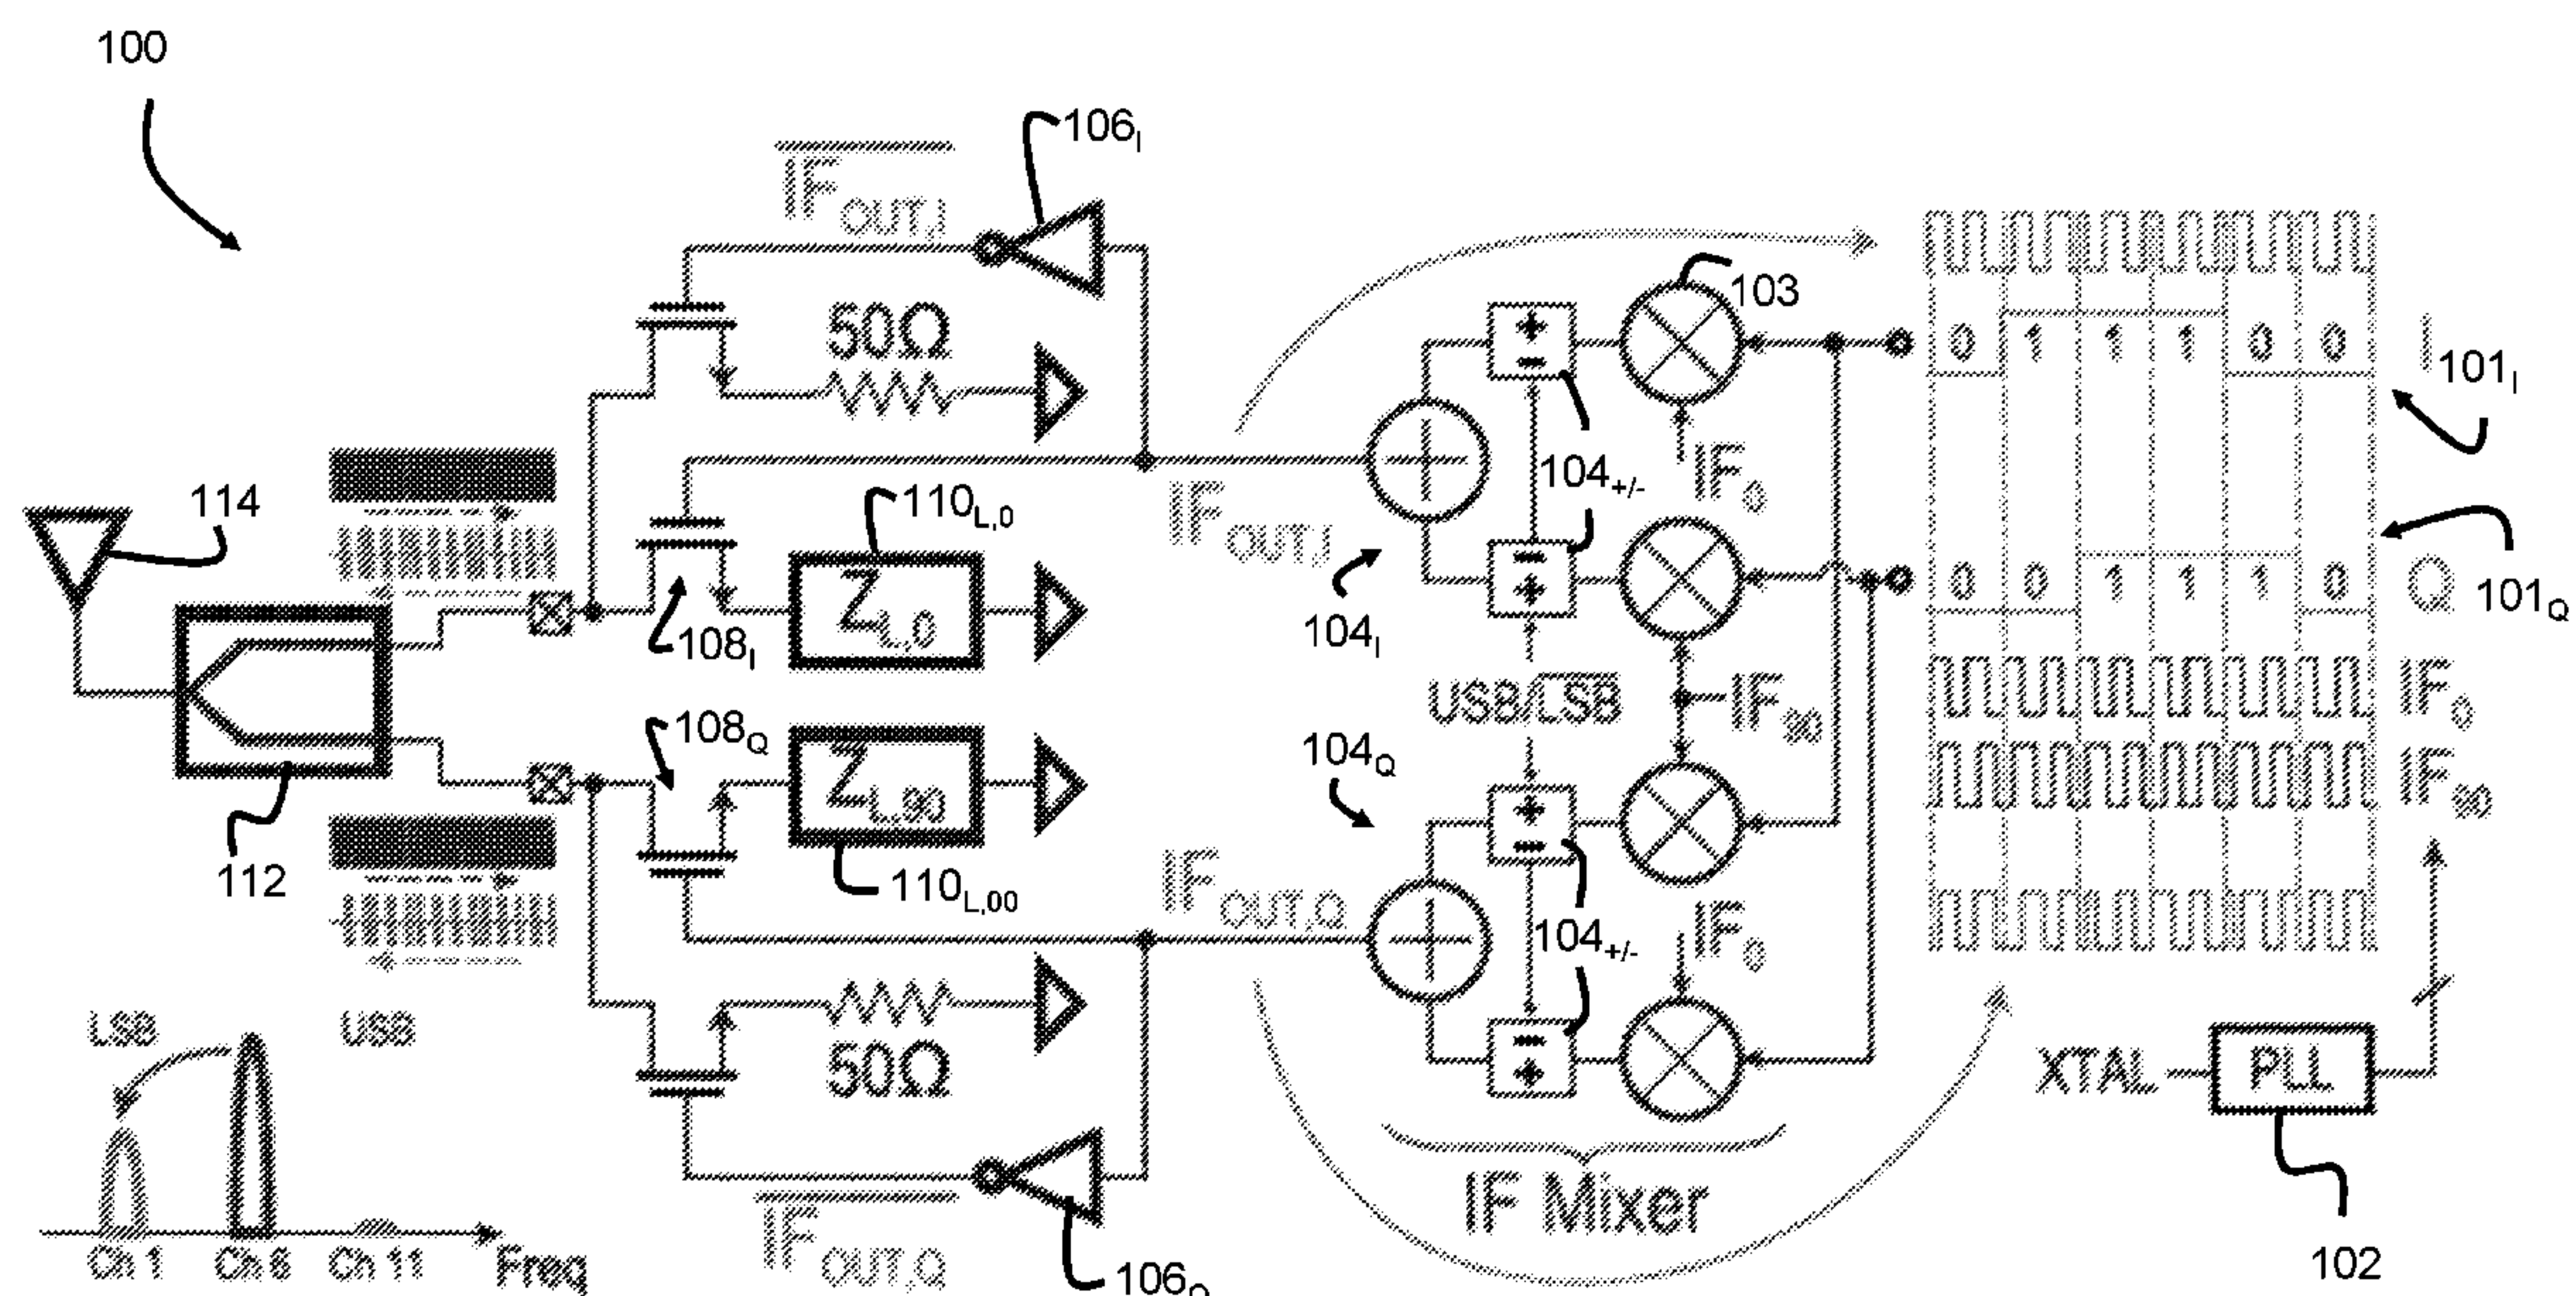 100
106I
IFOUT,I
103
50Ω
0 1 1 1 0 0
I
101I
IF0
104+/-
114
110L,0
IFOUT,I
ZL,0
0 0 1 1 1 0
Q
101Q
104I
108I
USB/LSB
IF90
IF0
108Q
104Q
IF90
ZL,90
112
110L,90
IFOUT,Q
104+/-
IF0
LSB
USB
50Ω
XTAL
PLL
IF Mixer
IFOUT,Q
Ch 1
Ch 6
Ch 11
Freq
106Q
102